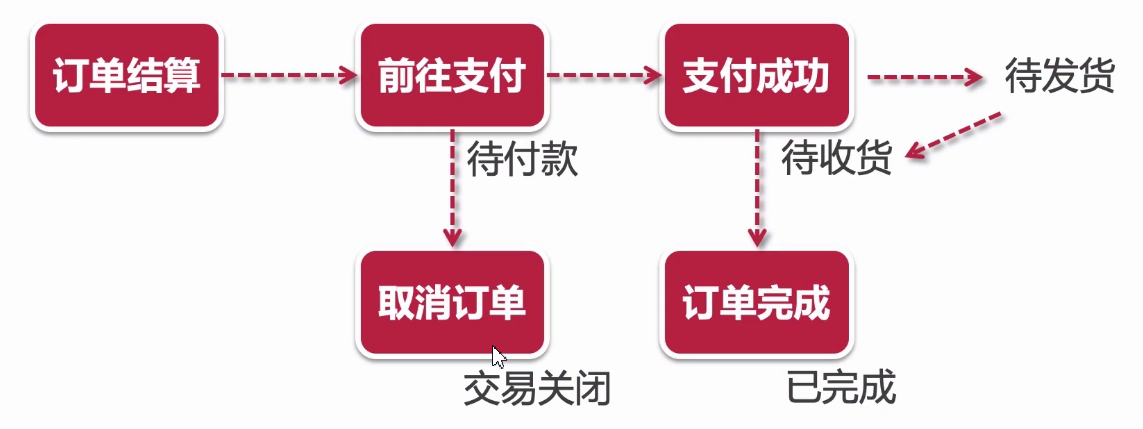 订单结算
前往支付
支付成功
待发货
待付款
待收货
取消订单
订单完成
交易关闭
已完成